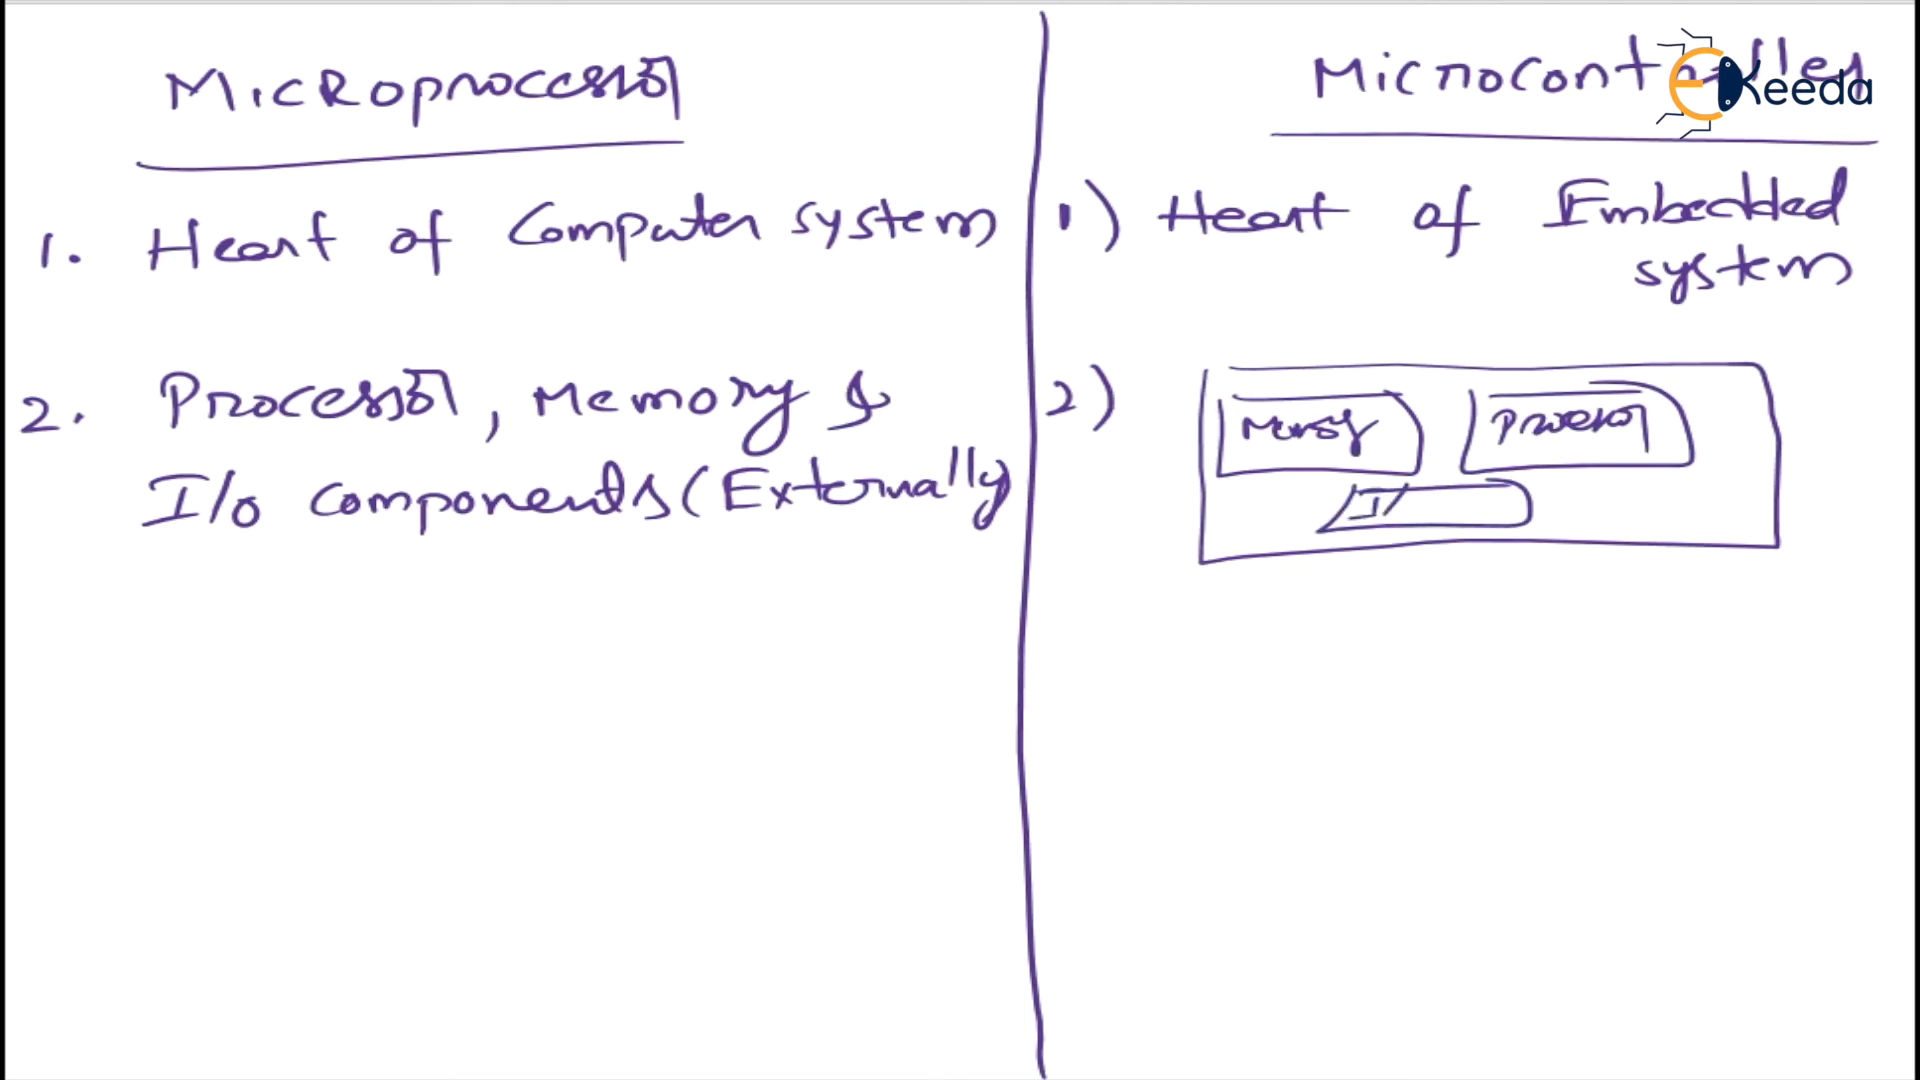 Microprocessor
1. Heart of Computer system
2. Processor, Memory &
I/o components (Externally)
Microcontroller
EKeeda
1) Heart of Embedded
system
2)
Memory Processor
I/